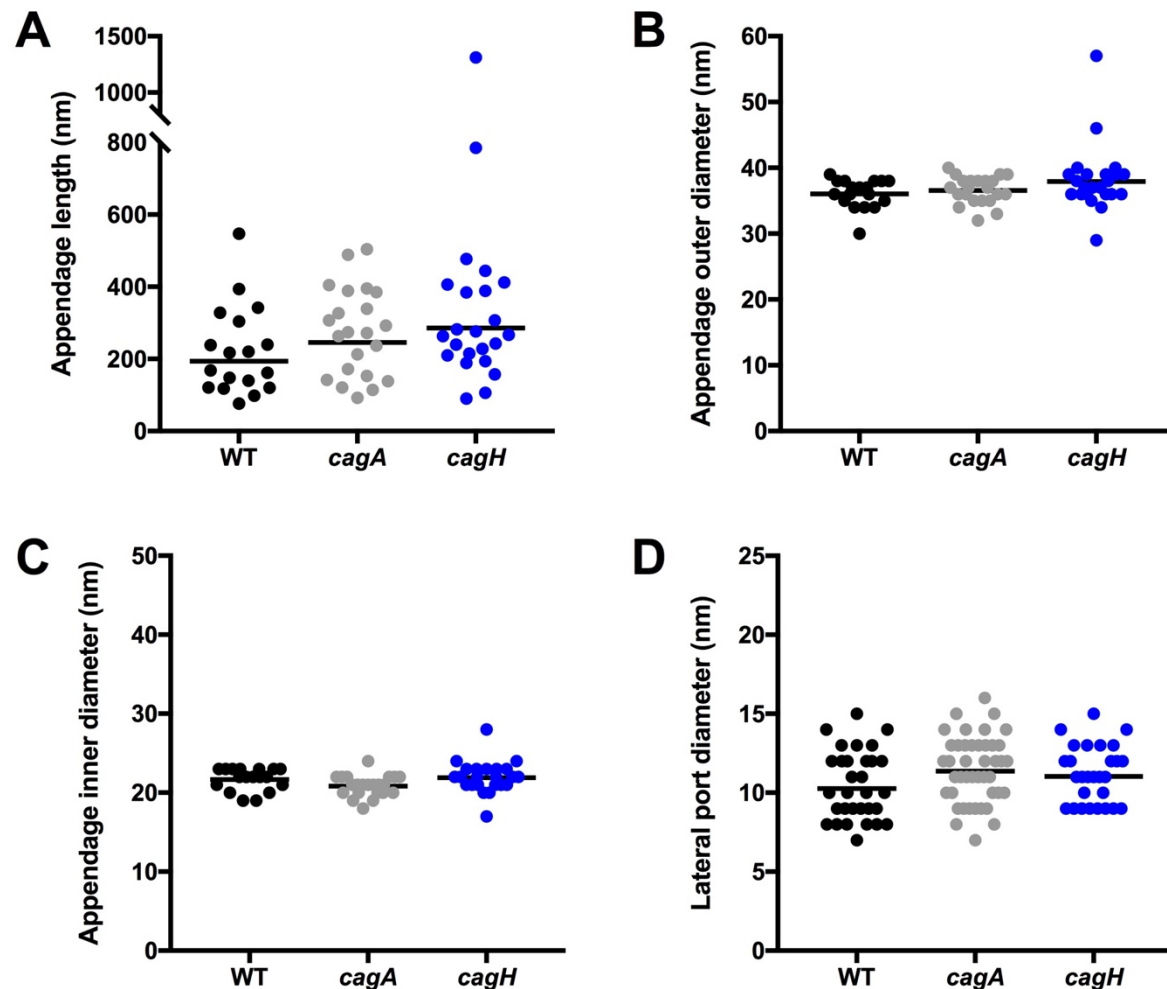 A
Appendage length (nm)
1500
1000
800
600
400
200
0
WT cagA cagH
B
Appendage outer diameter (nm)
60
50
40
30
20
10
0
WT cagA cagH
C
Appendage inner diameter (nm)
50
40
30
20
10
0
WT cagA cagH
D
Lateral port diameter (nm)
25
20
15
10
5
0
WT cagA cagH